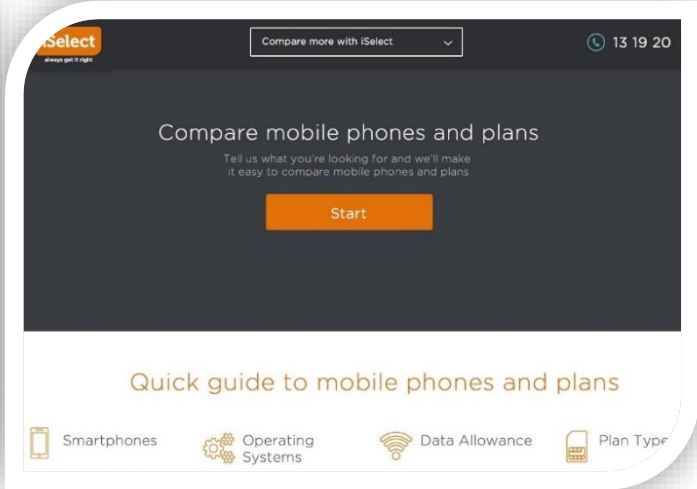 iSelect
always get it right
Compare more with iSelect
13 19 20
Compare mobile phones and plans
Tell us what you're looking for and we'll make
it easy to compare mobile phones and plans
Start
Quick guide to mobile phones and plans
Smartphones
Operating
Systems
Data Allowance
Plan Type